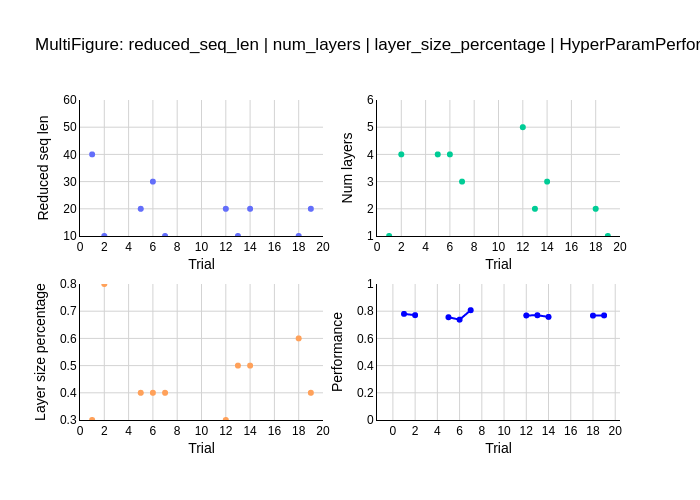 MultiFigure: reduced_seq_len | num_layers | layer_size_percentage | HyperParamPerfor
60
50
40
30
20
10
Reduced seq len
0 2 4 6 8 10 12 14 16 18 20
Trial
6
5
4
3
2
1
Num layers
0 2 4 6 8 10 12 14 16 18 20
Trial
0.8
0.7
0.6
0.5
0.4
0.3
Layer size percentage
0 2 4 6 8 10 12 14 16 18 20
Trial
1
0.8
0.6
0.4
0.2
0
Performance
0 2 4 6 8 10 12 14 16 18 20
Trial